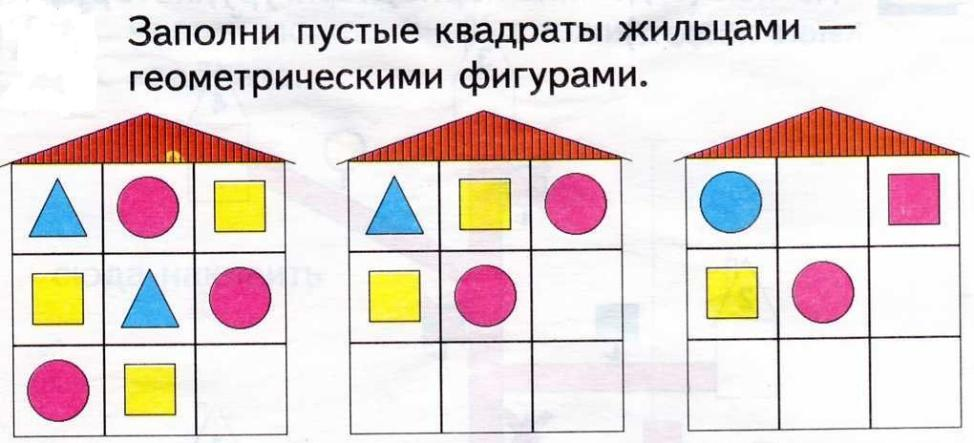 Заполни пустые квадраты жильцами —
геометрическими фигурами.